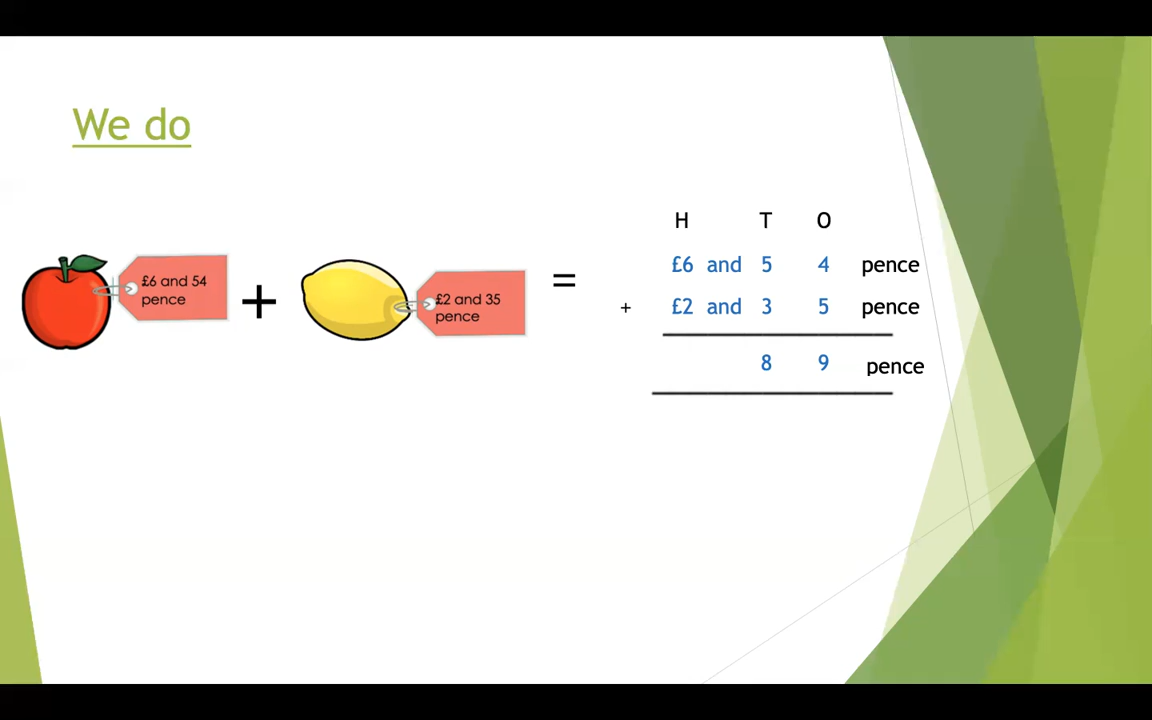 We do
£6 and 54
pence
+
£2 and 35
pence
=
H T O
£6 and 5 4 pence
+ £2 and 3 5 pence
8 9 pence